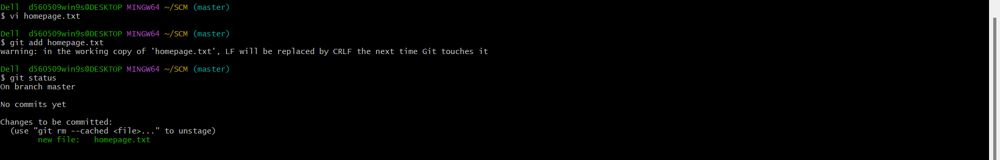 Dell  d560509win9s@DESKTOP MINGW64 ~/SCM (master)
$ vi homepage.txt
Dell  d560509win9s@DESKTOP MINGW64 ~/SCM (master)
$ git add homepage.txt
warning: in the working copy of 'homepage.txt', LF will be replaced by CRLF the next time Git touches it
Dell  d560509win9s@DESKTOP MINGW64 ~/SCM (master)
$ git status
On branch master
No commits yet
Changes to be committed:
  (use "git rm --cached <file>..." to unstage)
        new file:   homepage.txt